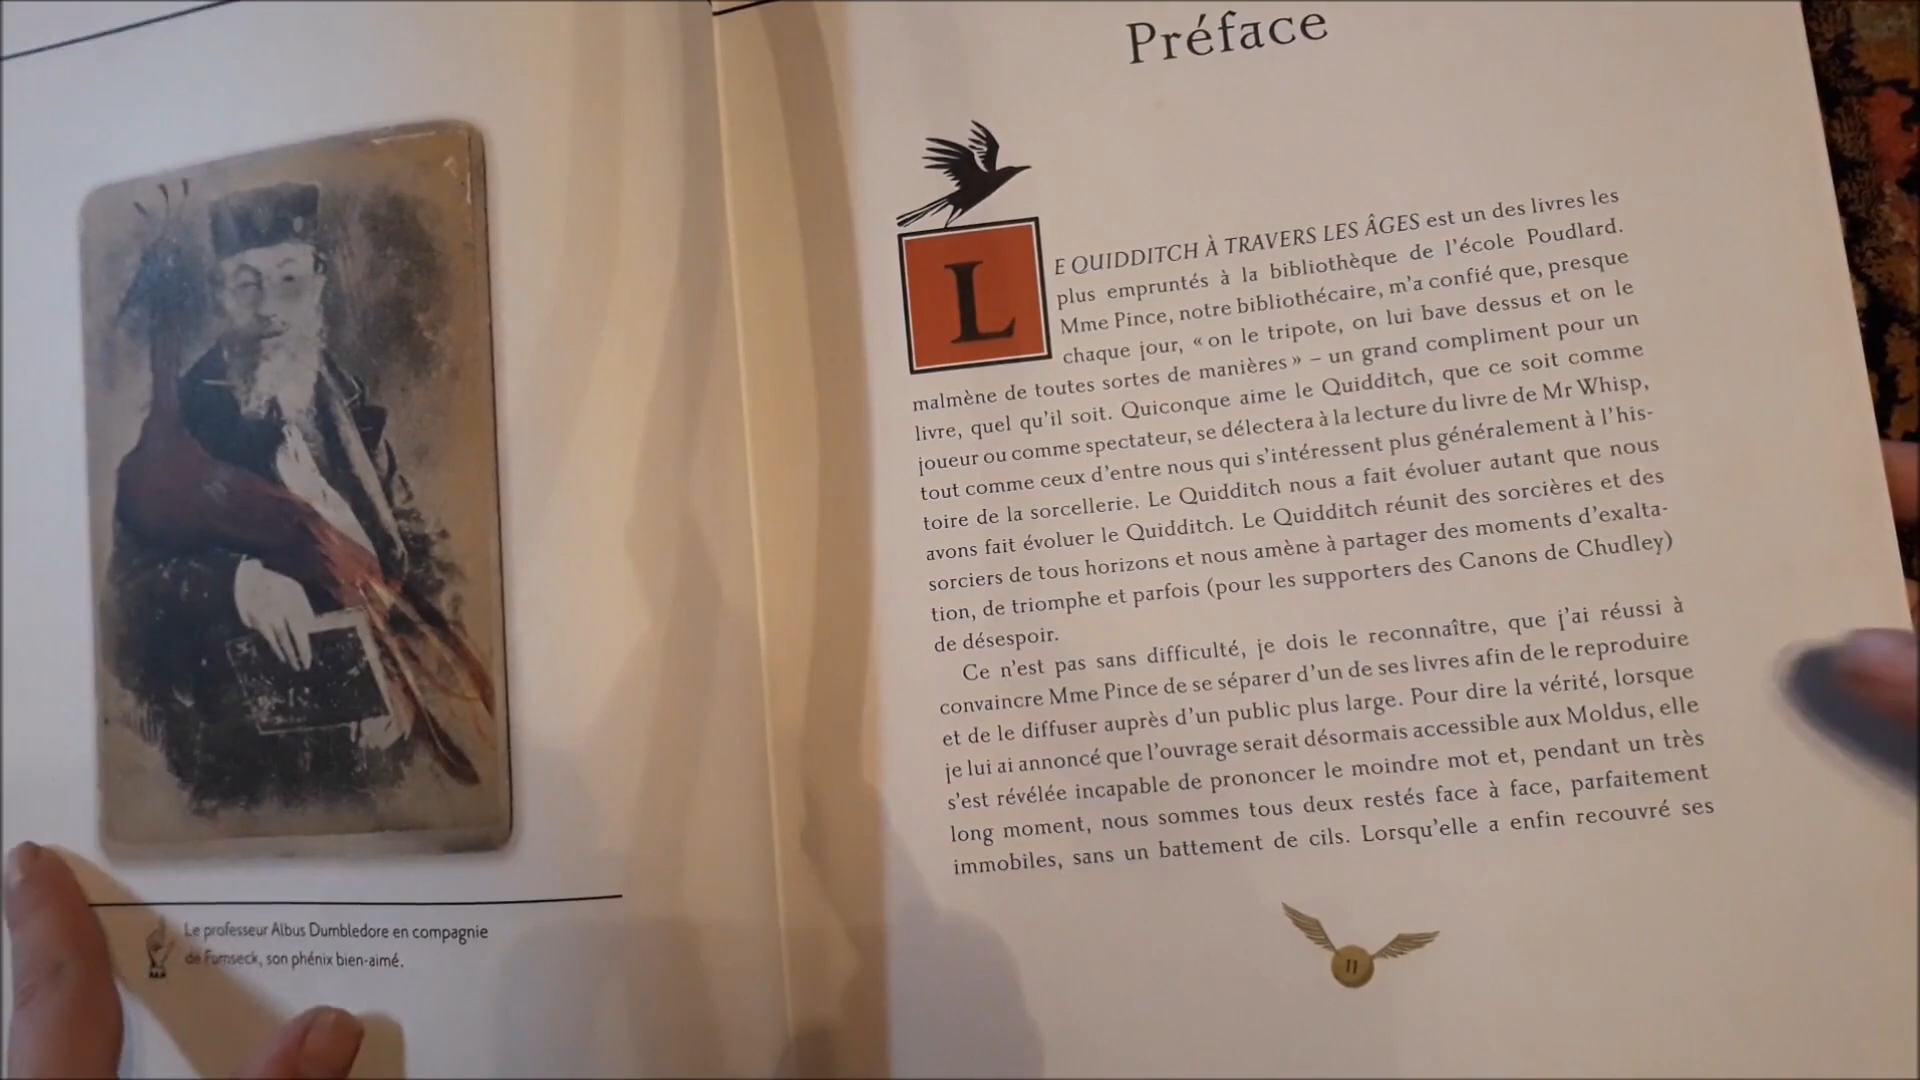 Le professeur Albus Dumbledore en compagnie
de Fumseck, son phénix bien-aimé.
Préface
LE QUIDDITCH À TRAVERS LES ÂGES est un des livres les
plus empruntés à la bibliothèque de l'école Poudlard.
Mme Pince, notre bibliothécaire, m'a confié que, presque
chaque jour, « on le tripote, on lui bave dessus et on le
malmène de toutes sortes de manières » – un grand compliment pour un
livre, quel qu'il soit. Quiconque aime le Quidditch, que ce soit comme
joueur ou comme spectateur, se délectera à la lecture du livre de Mr Whisp,
tout comme ceux d'entre nous qui s'intéressent plus généralement à l'his-
toire de la sorcellerie. Le Quidditch nous a fait évoluer autant que nous
avons fait évoluer le Quidditch. Le Quidditch réunit des sorcières et des
sorciers de tous horizons et nous amène à partager des moments d'exalta-
tion, de triomphe et parfois (pour les supporters des Canons de Chudley)
de désespoir.
Ce n'est pas sans difficulté, je dois le reconnaître, que j'ai réussi à
convaincre Mme Pince de se séparer d'un de ses livres afin de le reproduire
et de le diffuser auprès d'un public plus large. Pour dire la vérité, lorsque
je lui ai annoncé que l'ouvrage serait désormais accessible aux Moldus, elle
s'est révélée incapable de prononcer le moindre mot et, pendant un très
long moment, nous sommes tous deux restés face à face, parfaitement
immobiles, sans un battement de cils. Lorsqu'elle a enfin recouvré ses
11